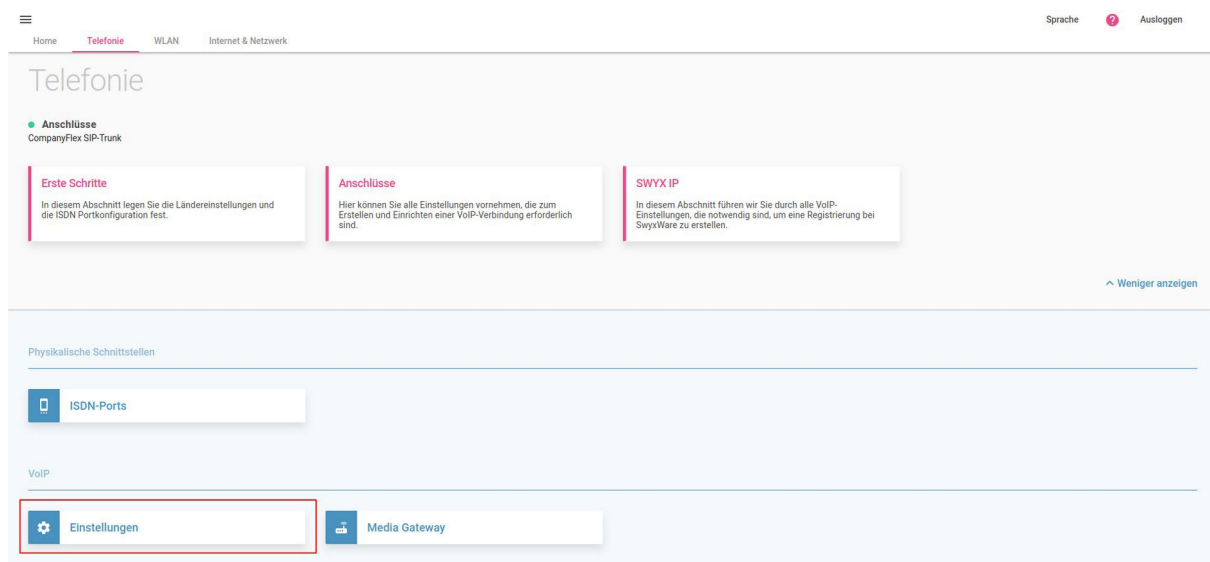 Sprache ? Ausloggen
Home Telefonie WLAN Internet & Netzwerk
Telefonie
Anschlüsse
CompanyFlex SIP-Trunk
Erste Schritte
In diesem Abschnitt legen Sie die Ländereinstellungen und
die ISDN Portkonfiguration fest.
Anschlüsse
Hier können Sie alle Einstellungen vornehmen, die zum
Erstellen und Einrichten einer VoIP-Verbindung erforderlich
sind.
SWYX IP
In diesem Abschnitt führen wir Sie durch alle VoIP-
Einstellungen, die notwendig sind, um eine Registrierung bei
SwyxWare zu erstellen.
Weniger anzeigen
Physikalische Schnittstellen
ISDN-Ports
VoIP
Einstellungen
Media Gateway